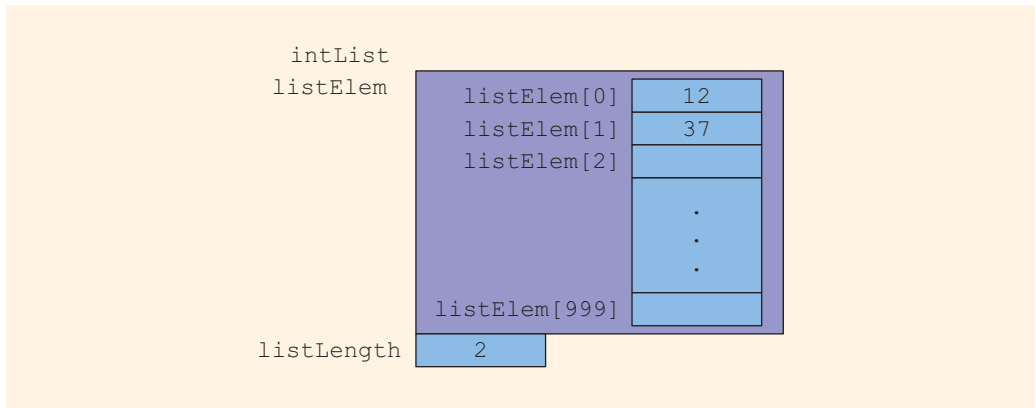 intList
listElem
listElem[0] 12
listElem[1] 37
listElem[2]
.
.
.
listElem[999]
listLength 2